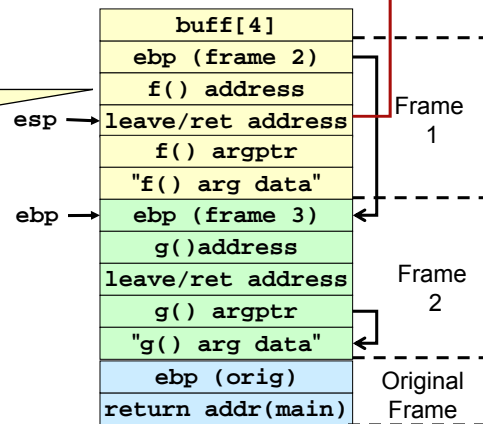 buff[4]
ebp (frame 2)
f() address
esp
leave/ret address
Frame
1
f() argptr
"f() arg data"
ebp
ebp (frame 3)
g()address
leave/ret address
Frame
2
g() argptr
"g() arg data"
ebp (orig)
Original
Frame
return addr(main)